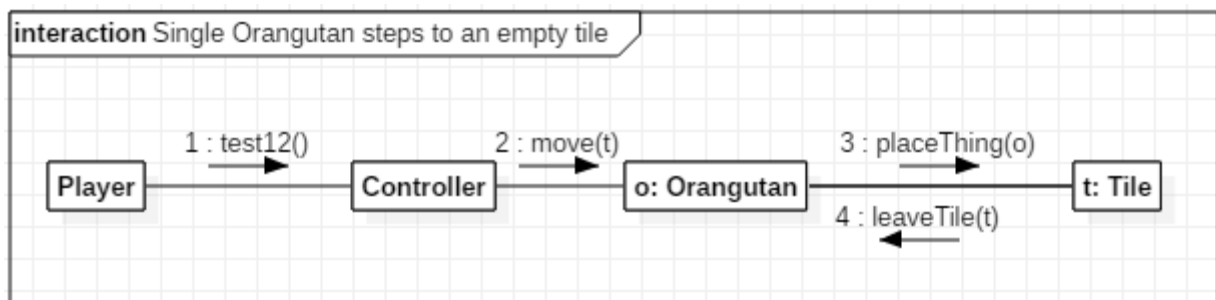 interaction Single Orangutan steps to an empty tile
1 : test12()
2 : move(t)
3 : placeThing(o)
Player
Controller
o: Orangutan
t: Tile
4 : leaveTile(t)